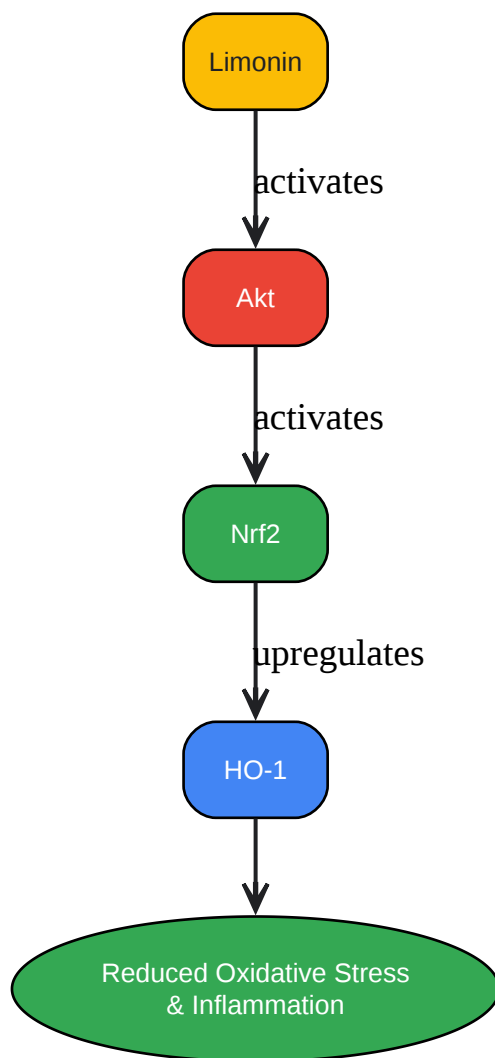 Limonin
activates
Akt
activates
Nrf2
upregulates
HO-1
Reduced Oxidative Stress
& Inflammation